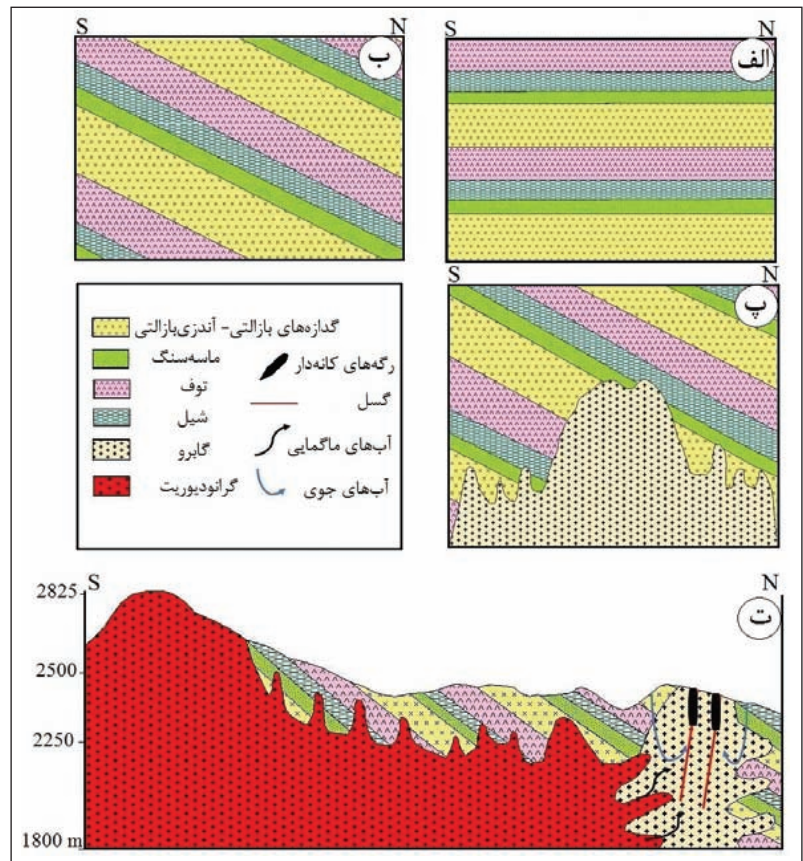 S N
ب
S N
الف
گدازه‌های بازالتی- آندزی‌بازالتی
ماسه‌سنگ
توف
شیل
گابرو
گرانودیوریت
رگه‌های کانه‌دار
گسل
آب‌های ماگمایی
آب‌های جوی
S N
پ
S N
ت
2825
2500
2250
1800 m